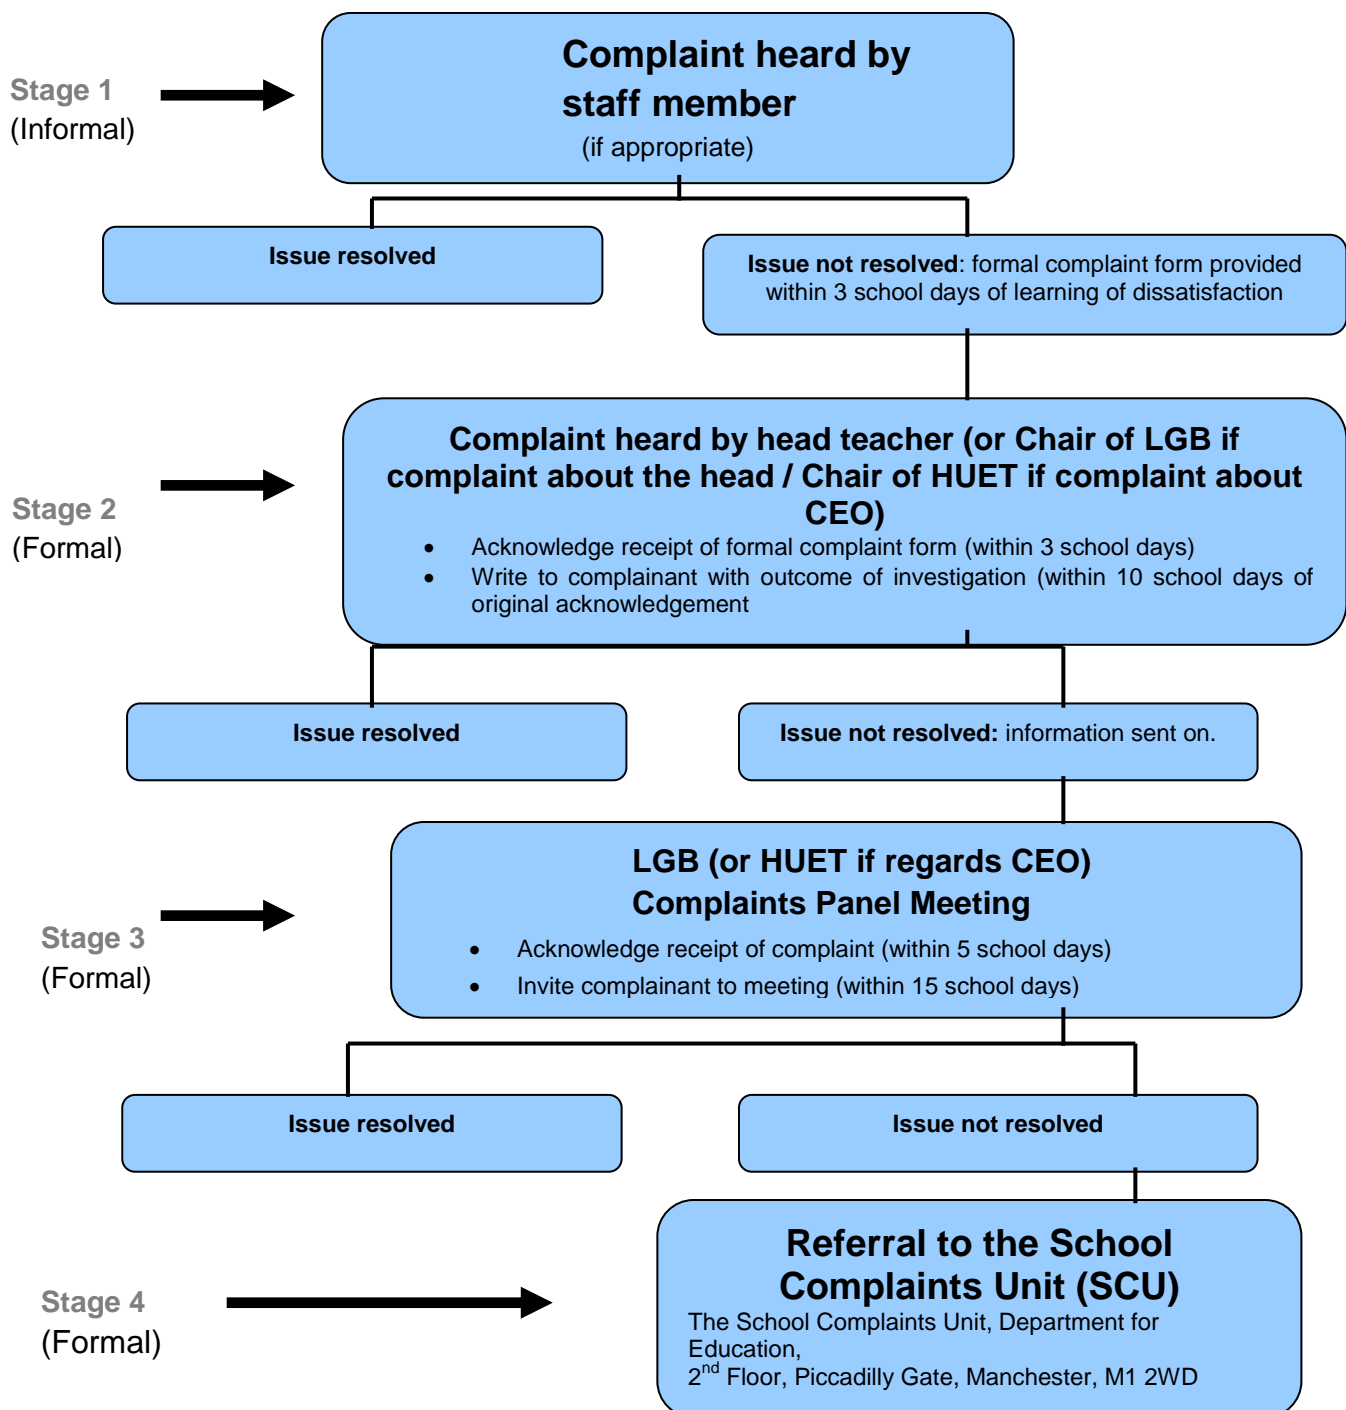 Complaint heard by
staff member
(if appropriate)
Stage 1
(Informal)
Issue resolved
Issue not resolved: formal complaint form provided
within 3 school days of learning of dissatisfaction
Complaint heard by head teacher (or Chair of LGB if
complaint about the head / Chair of HUET if complaint about
CEO)
• Acknowledge receipt of formal complaint form (within 3 school days)
• Write to complainant with outcome of investigation (within 10 school days of
original acknowledgement
Stage 2
(Formal)
Issue resolved
Issue not resolved: information sent on.
LGB (or HUET if regards CEO)
Complaints Panel Meeting
• Acknowledge receipt of complaint (within 5 school days)
• Invite complainant to meeting (within 15 school days)
Stage 3
(Formal)
Issue resolved
Issue not resolved
Referral to the School
Complaints Unit (SCU)
The School Complaints Unit, Department for
Education,
2nd Floor, Piccadilly Gate, Manchester, M1 2WD
Stage 4
(Formal)